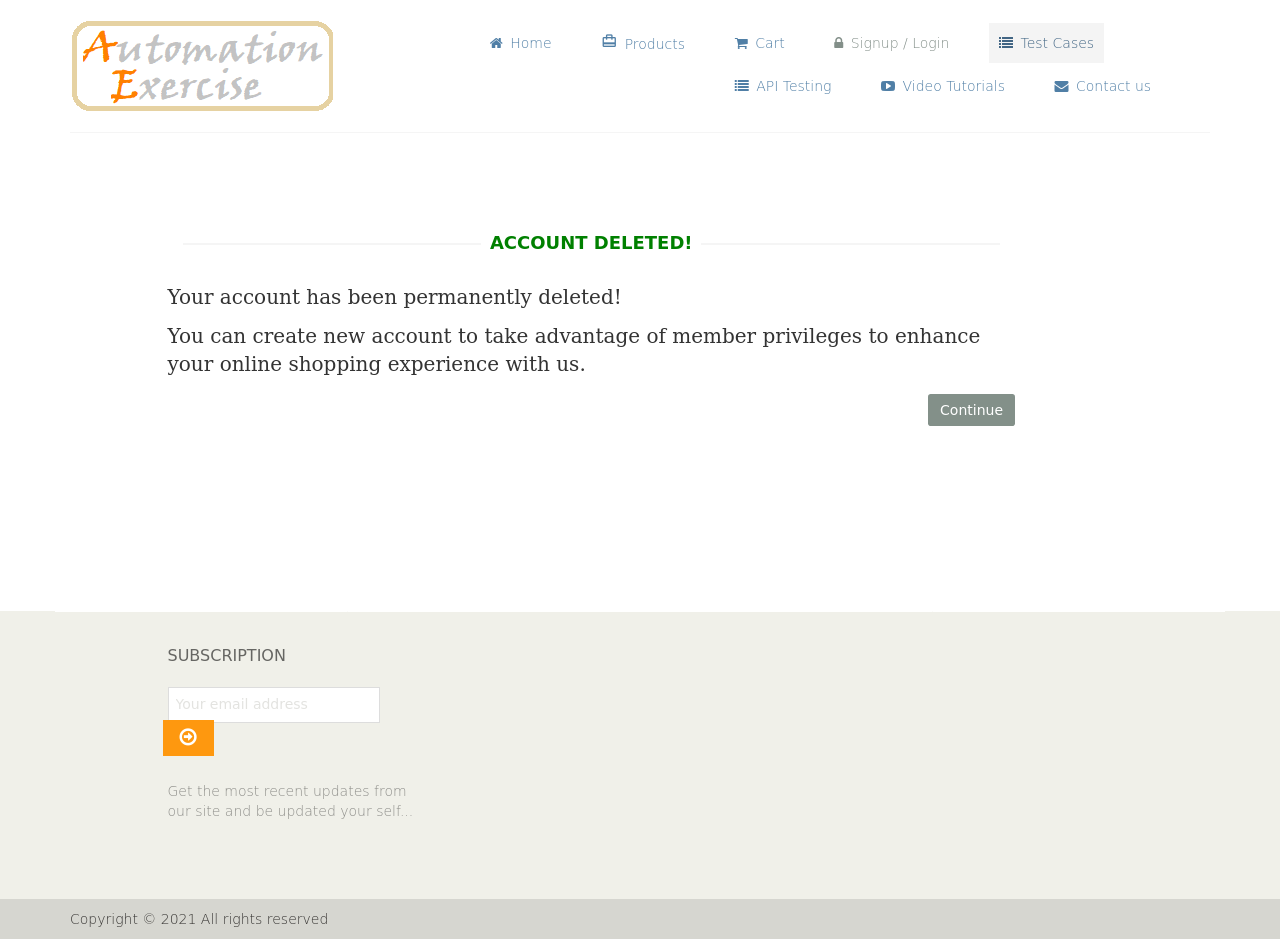 Automation
Exercise
Home
Products
Cart
Signup / Login
Test Cases
API Testing
Video Tutorials
Contact us
ACCOUNT DELETED!
Your account has been permanently deleted!
You can create new account to take advantage of member privileges to enhance
your online shopping experience with us.
Continue
SUBSCRIPTION
Your email address
Get the most recent updates from
our site and be updated your self...
Copyright © 2021 All rights reserved